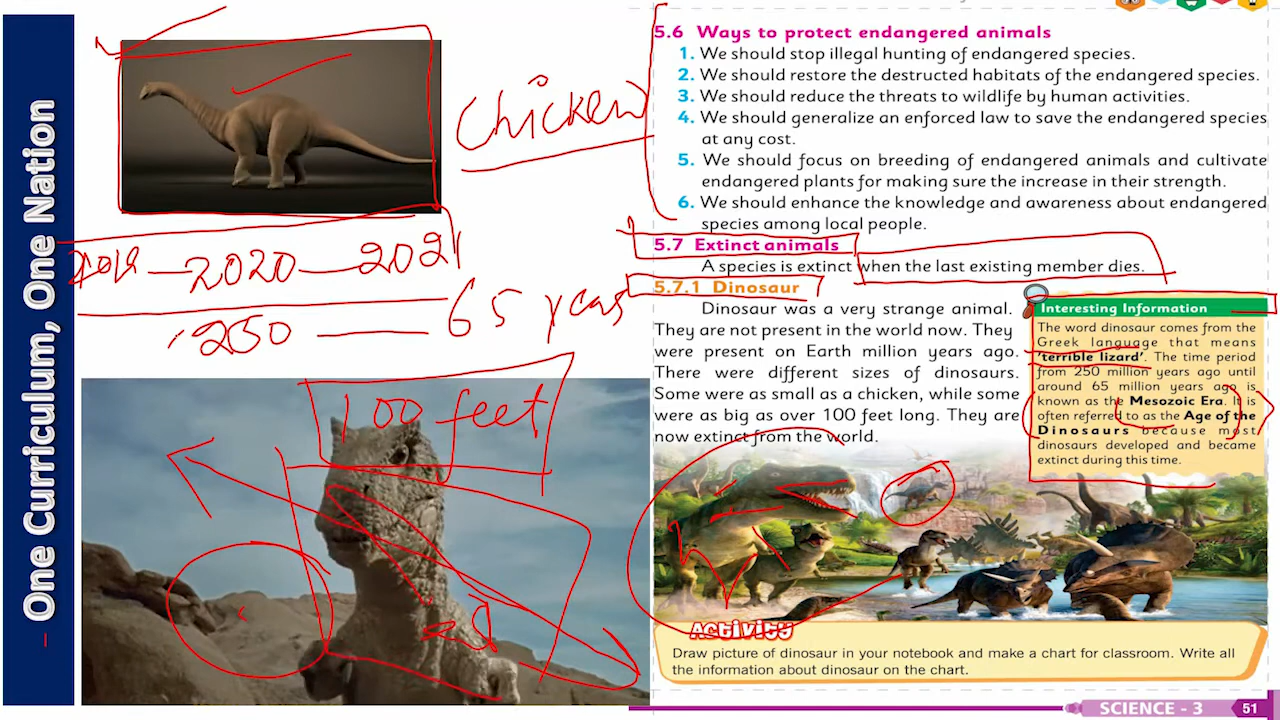 One Curriculum, One Nation
Chicken
2019 — 2020 — 2021
250 — 65 years
100 feet
5.6 Ways to protect endangered animals
1. We should stop illegal hunting of endangered species.
2. We should restore the destructed habitats of the endangered species.
3. We should reduce the threats to wildlife by human activities.
4. We should generalize an enforced law to save the endangered species
at any cost.
5. We should focus on breeding of endangered animals and cultivate
endangered plants for making sure the increase in their strength.
6. We should enhance the knowledge and awareness about endangered
species among local people.
5.7 Extinct animals
A species is extinct when the last existing member dies.
5.7.1 Dinosaur
Dinosaur was a very strange animal.
They are not present in the world now. They
were present on Earth million years ago.
There were different sizes of dinosaurs.
Some were as small as a chicken, while some
were as big as over 100 feet long. They are
now extinct from the world.
Interesting Information
The word dinosaur comes from the
Greek language that means
'terrible lizard'. The time period
from 250 million years ago until
around 65 million years ago is
known as the Mesozoic Era. It is
often referred to as the Age of the
Dinosaurs because most
dinosaurs developed and became
extinct during this time.
Activity
Draw picture of dinosaur in your notebook and make a chart for classroom. Write all
the information about dinosaur on the chart.
SCIENCE - 3 51